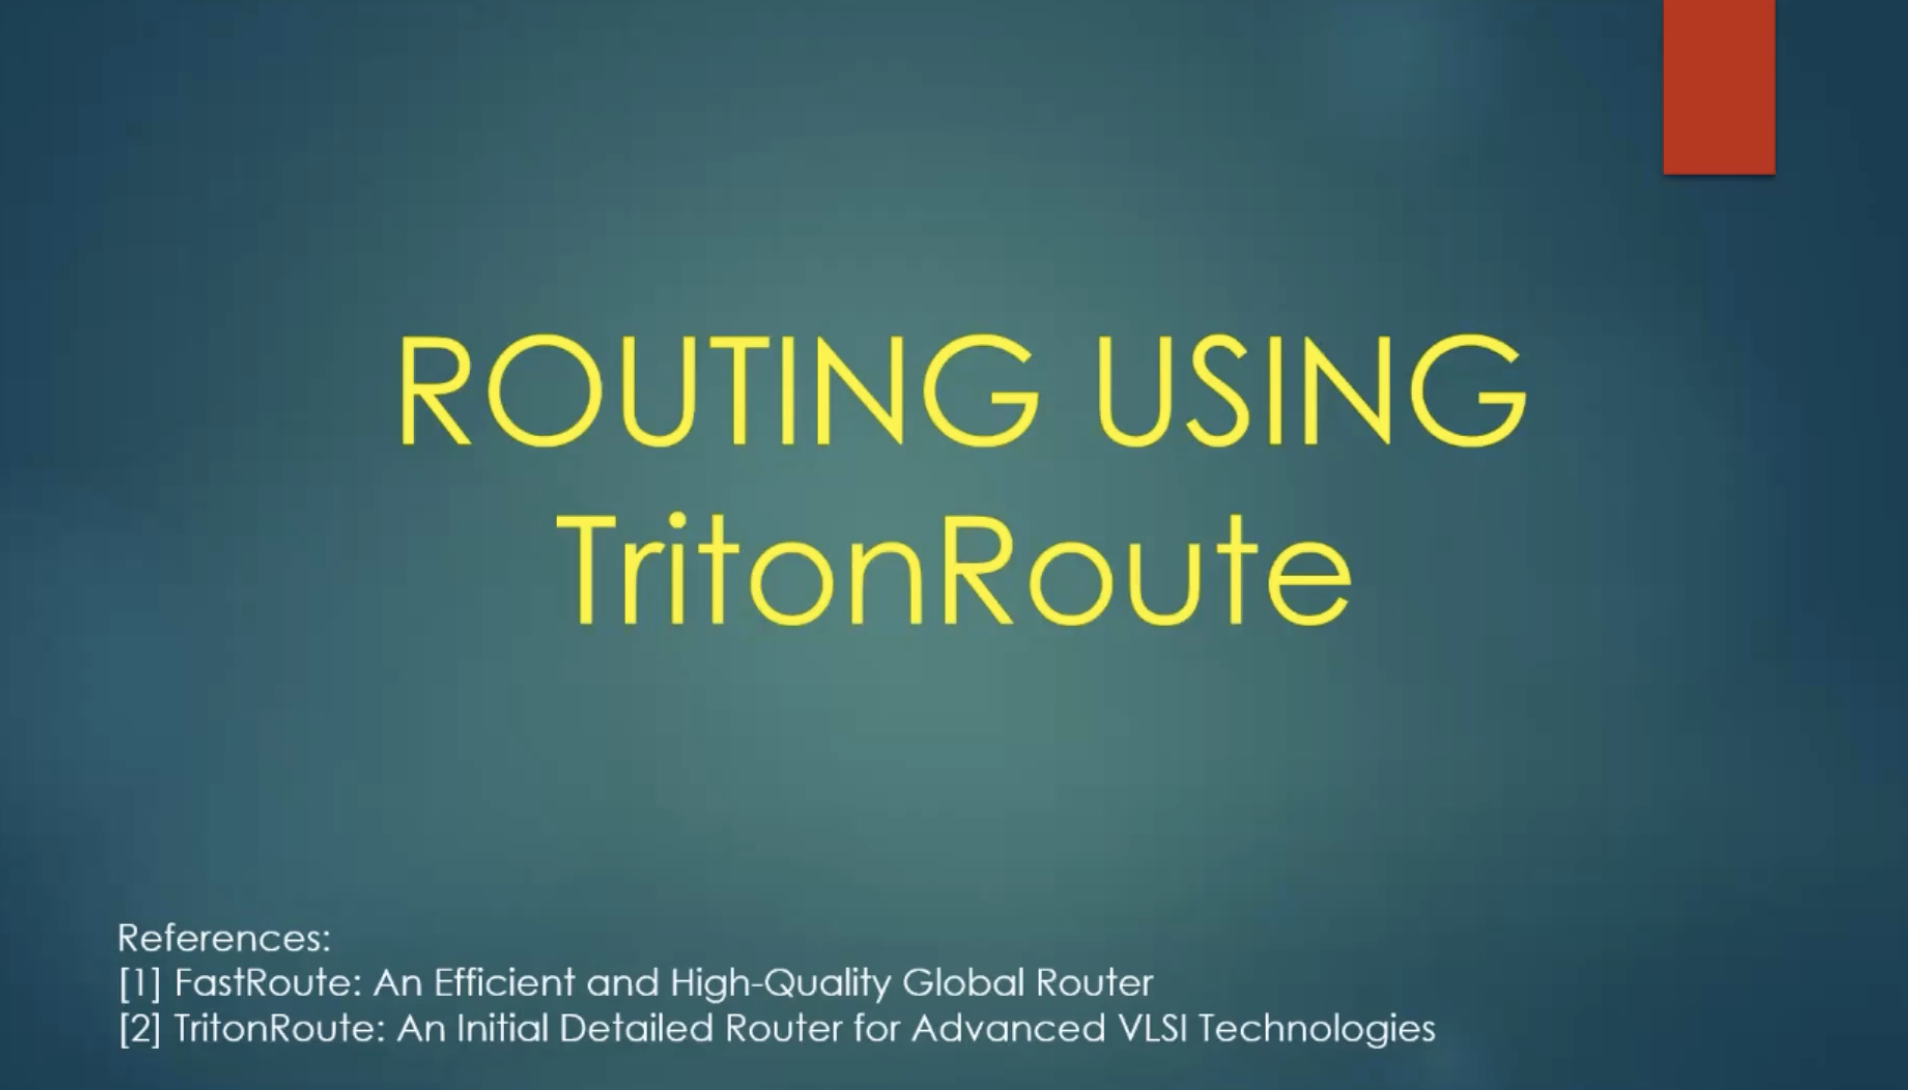 ROUTING USING
TritonRoute
References:
[1] FastRoute: An Efficient and High-Quality Global Router
[2] TritonRoute: An Initial Detailed Router for Advanced VLSI Technologies